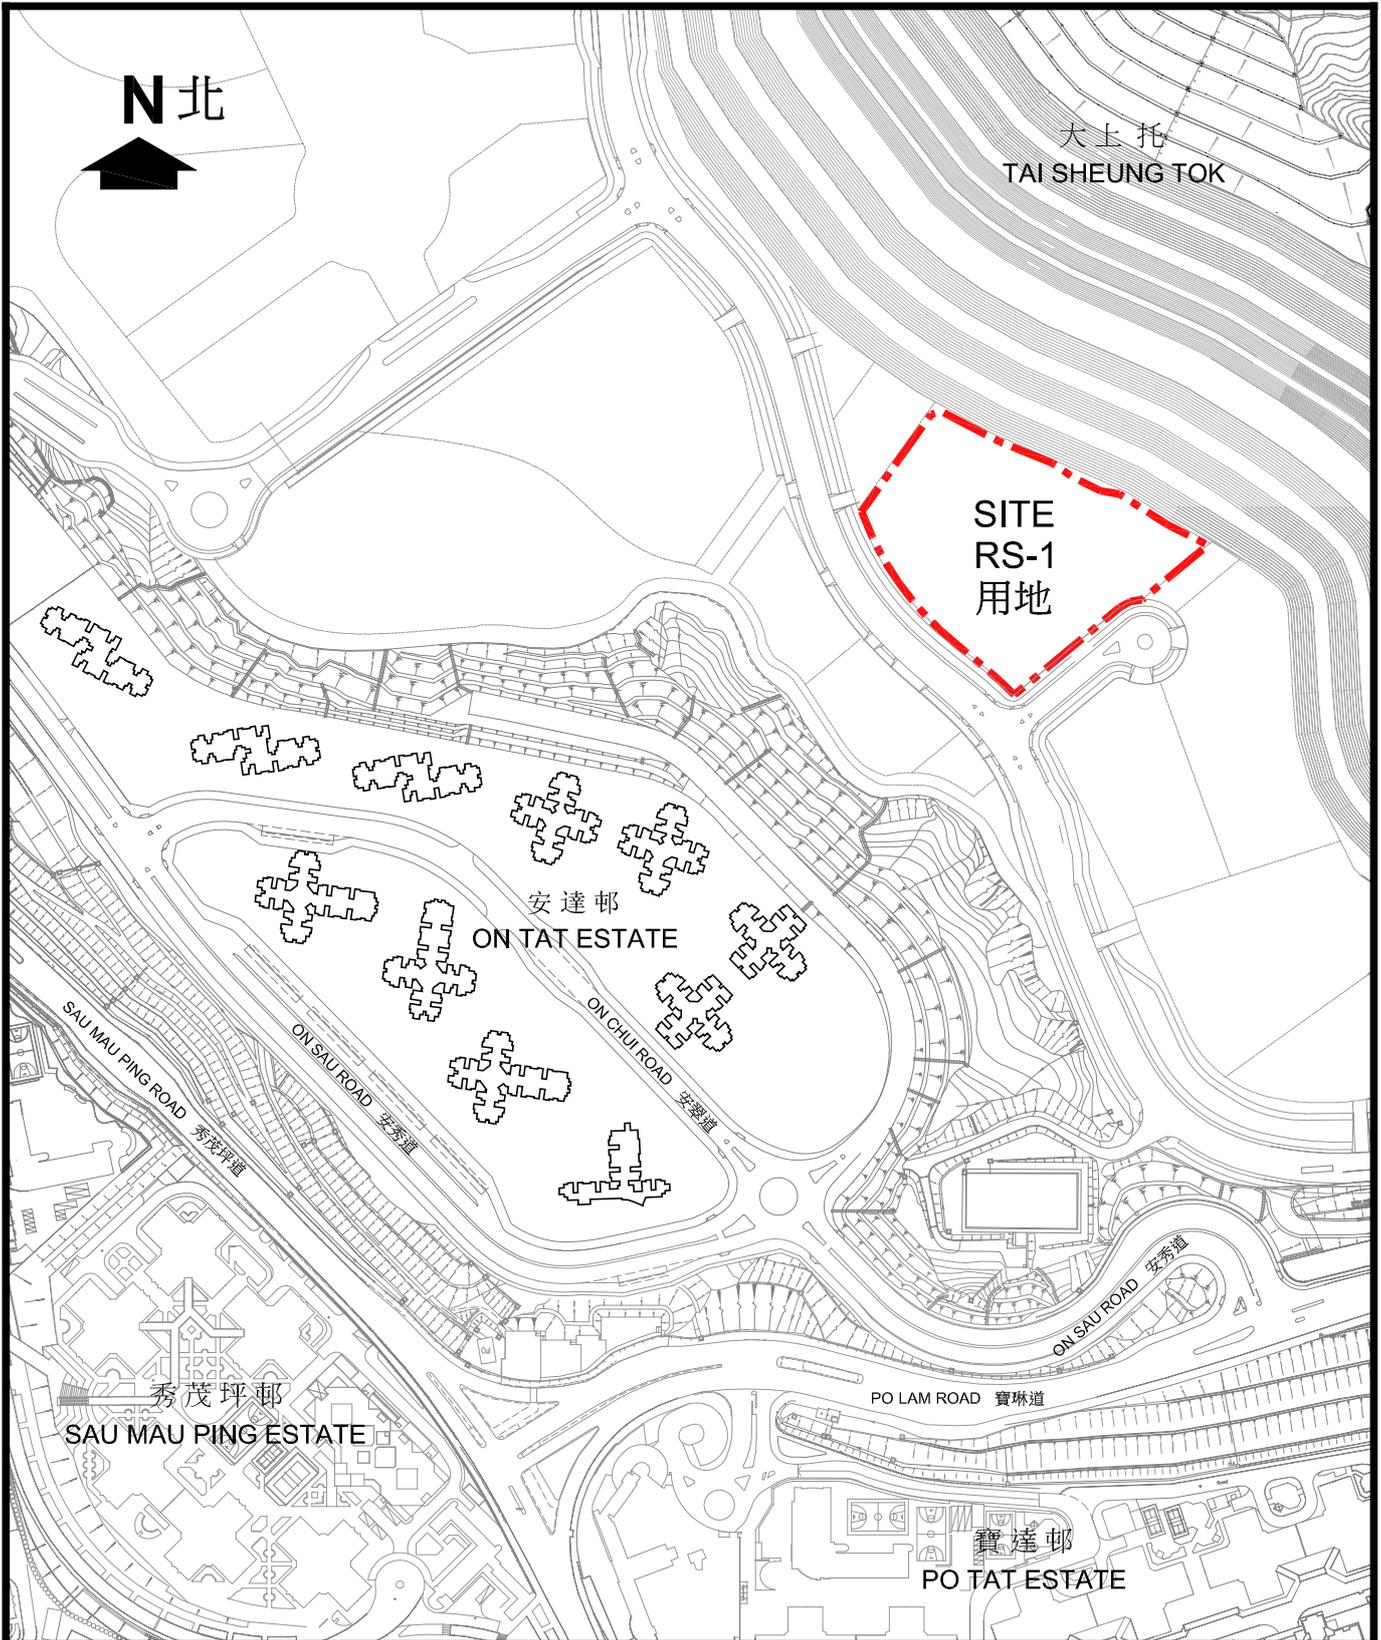 N 北
大上托
TAI SHEUNG TOK
SITE
RS-1
用地
安達邨
ON TAT ESTATE
ON CHUI ROAD 安翠道
ON SAU ROAD 安秀道
SAU MAU PING ROAD 秀茂坪道
ON SAU ROAD 安秀道
PO LAM ROAD 寶琳道
秀茂坪邨
SAU MAU PING ESTATE
寶達邨
PO TAT ESTATE